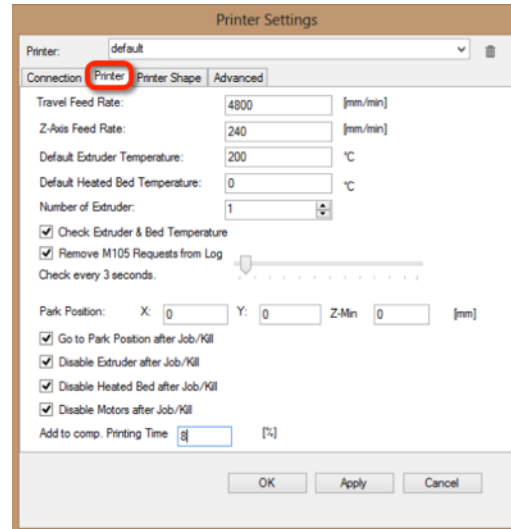 Printer Settings
Printer: default
Connection Printer Printer Shape Advanced
Travel Feed Rate: 4800 [mm/min]
Z-Axis Feed Rate: 240 [mm/min]
Default Extruder Temperature: 200 °C
Default Heated Bed Temperature: 0 °C
Number of Extruder: 1
Check Extruder & Bed Temperature
Remove M105 Requests from Log
Check every 3 seconds.
Park Position: X: 0 Y: 0 Z-Min 0 [mm]
Go to Park Position after Job/Kill
Disable Extruder after Job/Kill
Disable Heated Bed after Job/Kill
Disable Motors after Job/Kill
Add to comp. Printing Time 8 [%]
OK Apply Cancel